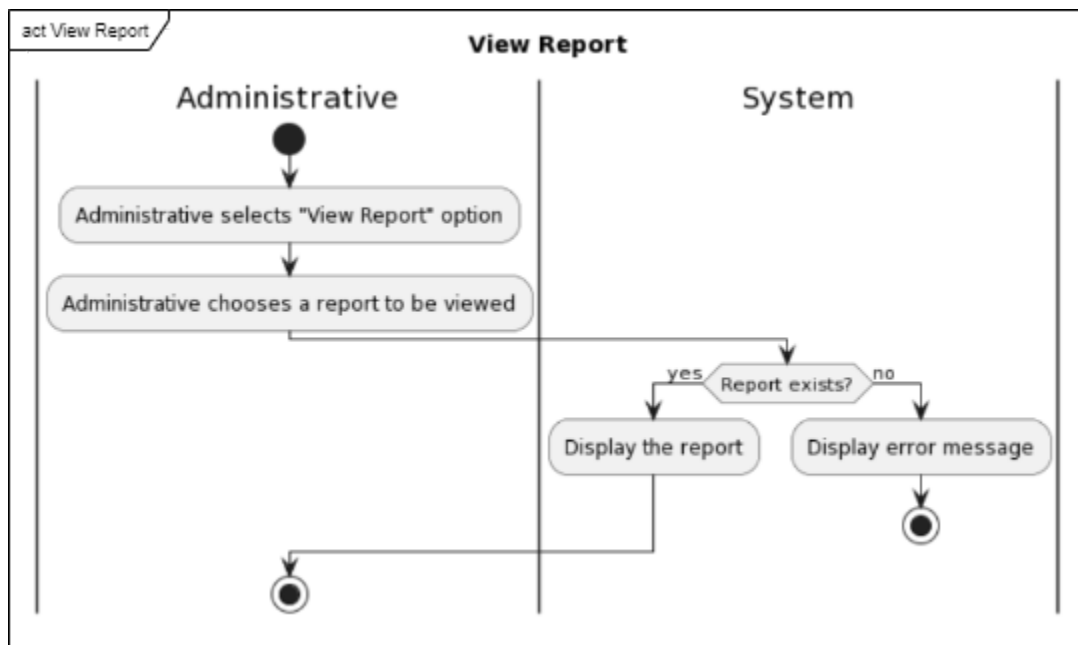 act View Report
View Report
Administrative
System
Administrative selects "View Report" option
Administrative chooses a report to be viewed
yes
Report exists?
no
Display the report
Display error message